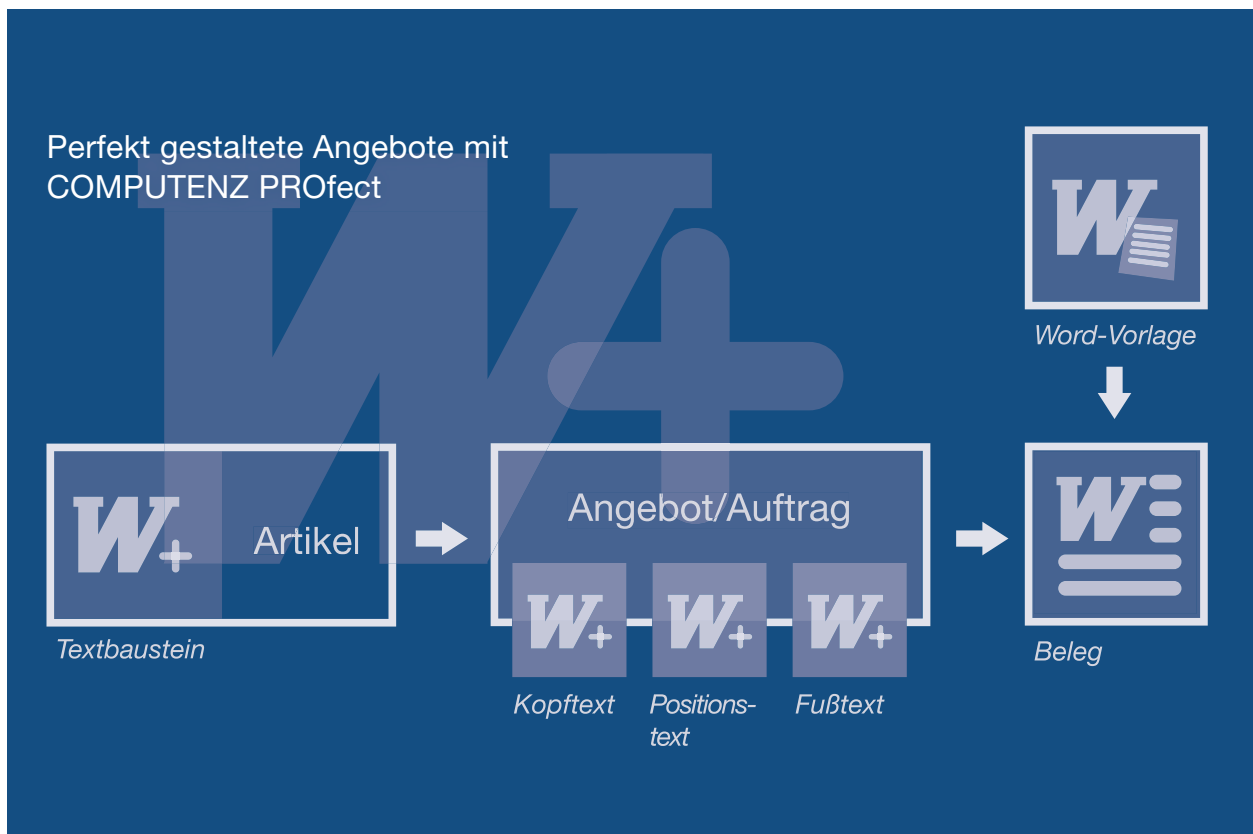 Perfekt gestaltete Angebote mit
COMPUTENZ PROfect
W+
W
Word-Vorlage
W+
Artikel
Textbaustein
Angebot/Auftrag
W+
W+
W+
Kopftext
Positions-
text
Fußtext
W
Beleg